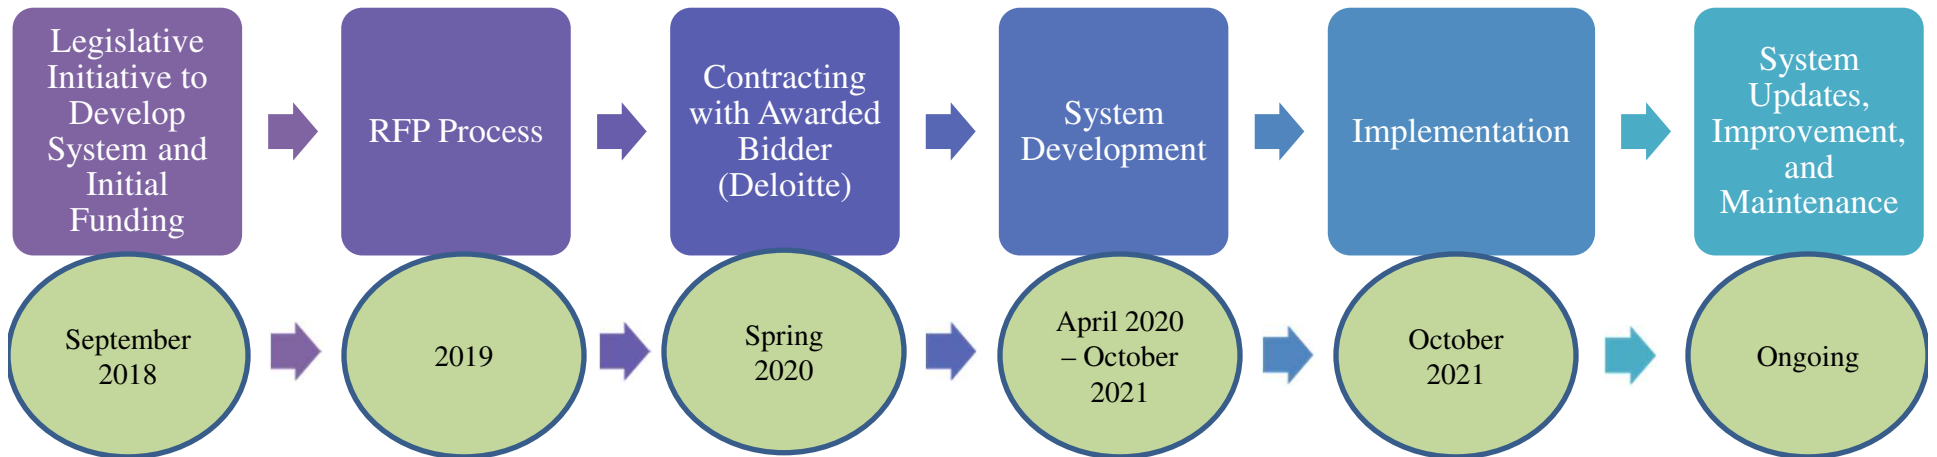 Legislative
Initiative to
Develop
System and
Initial
Funding
RFP Process
Contracting
with Awarded
Bidder
(Deloitte)
System
Development
Implementation
System
Updates,
Improvement,
and
Maintenance
September
2018
2019
Spring
2020
April 2020
– October
2021
October
2021
Ongoing